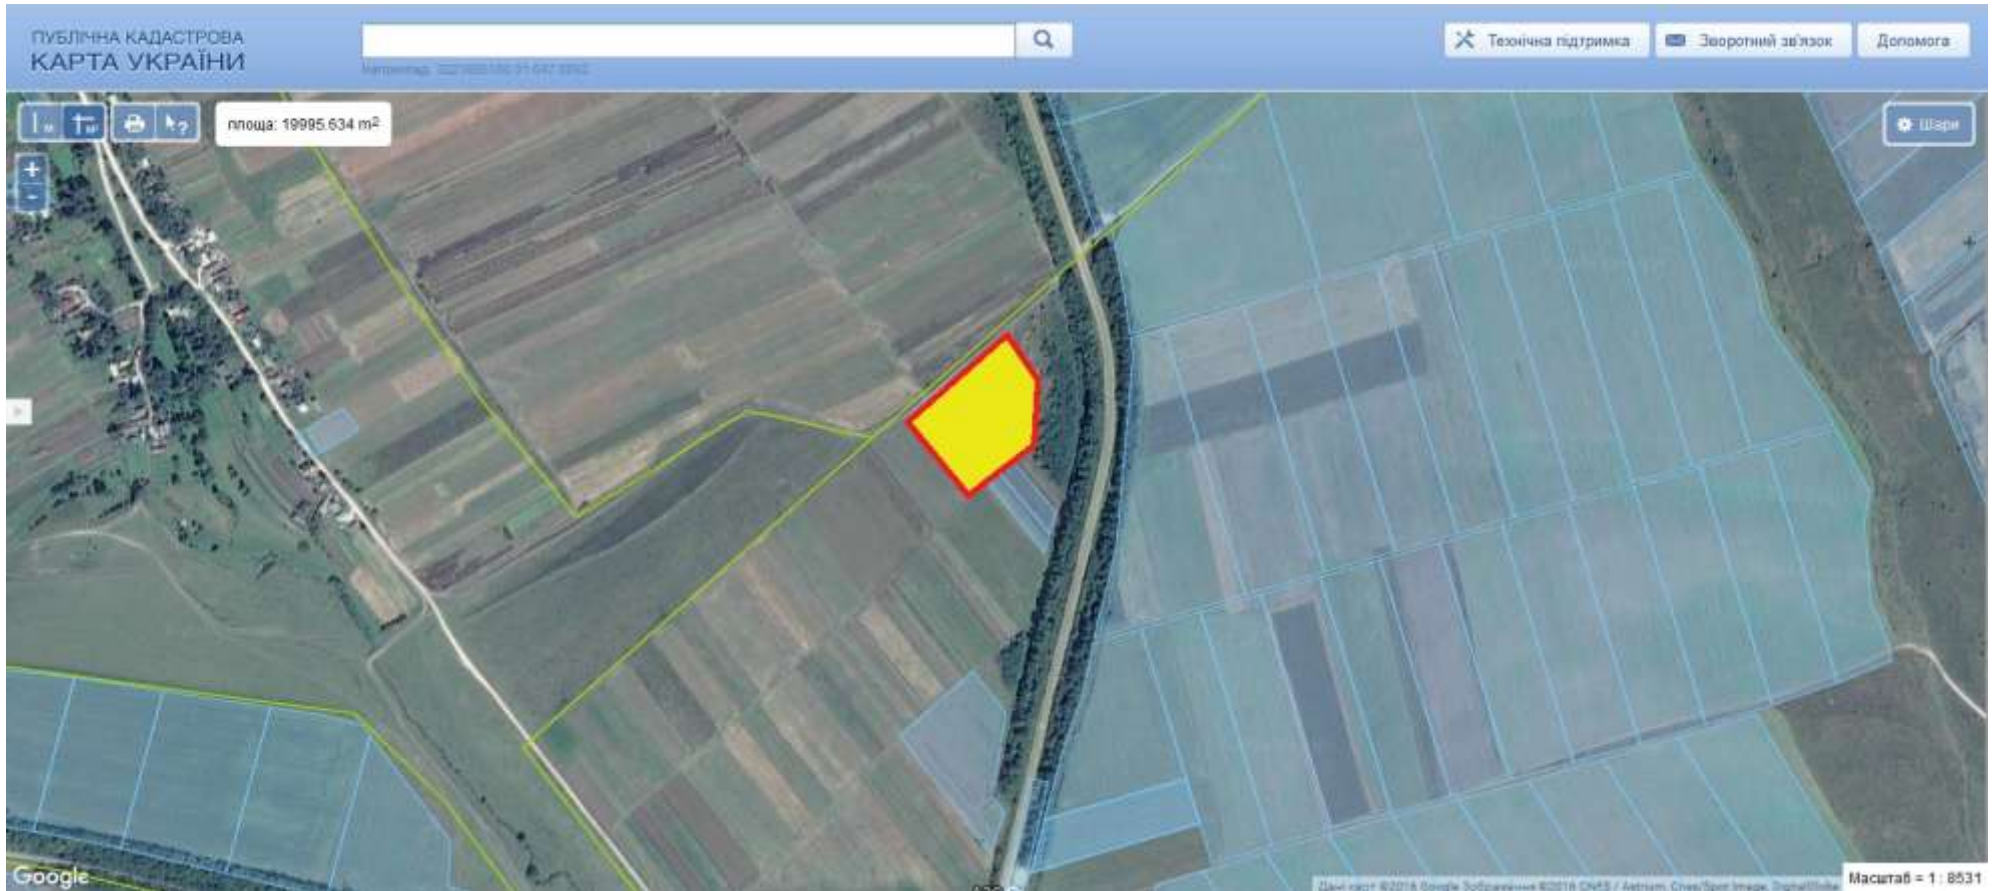 ПУБЛІЧНА КАДАСТРОВА
КАРТА УКРАЇНИ
Технічна підтримка
Зворотний зв'язок
Допомога
м
м²
?
площа: 19995.634 m²
Шари
+
-
Google
Масштаб = 1 : 8531